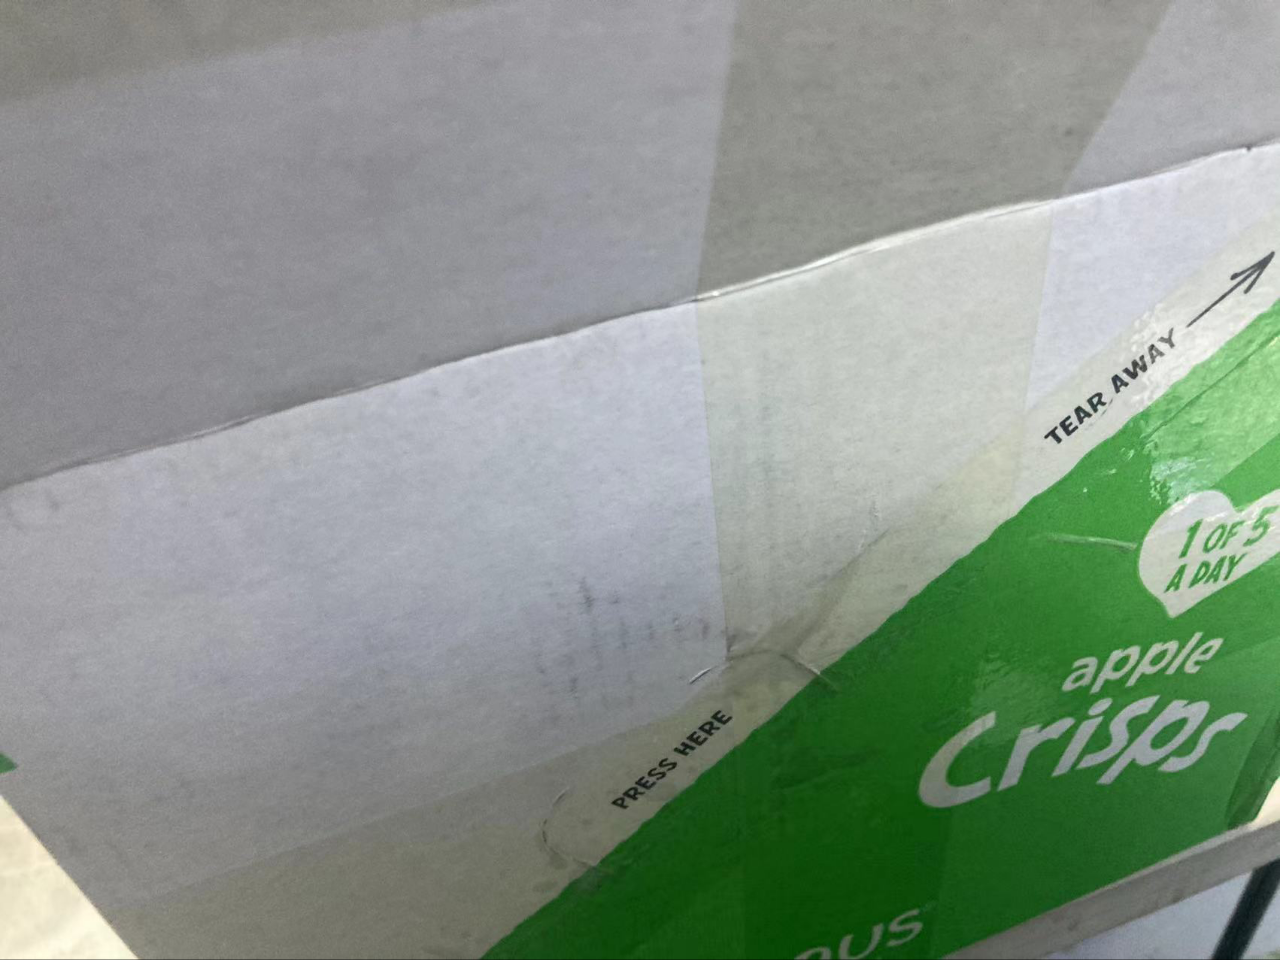 TEAR AWAY
1 OF 5
A DAY
apple
Crisps
PRESS HERE